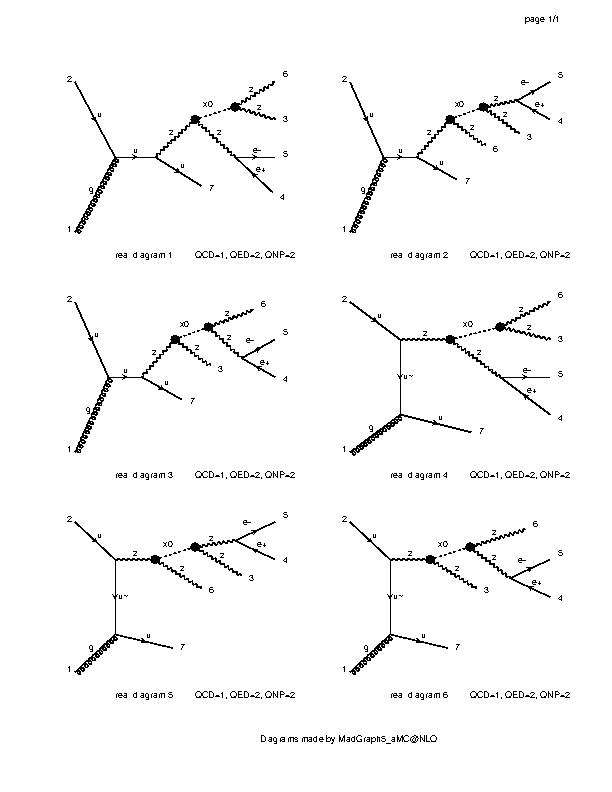 page 1/1
2
u
g
1
u
z
u
7
x0
z
z
z
6
3
e-
e+
5
4
real diagram 1 QCD=1, QED=2, QNP=2
2
u
g
1
u
z
u
7
x0
z
6
z
z
3
e-
e+
5
4
real diagram 2 QCD=1, QED=2, QNP=2
2
u
g
1
u
z
u
7
x0
z
3
z
z
6
e-
e+
5
4
real diagram 3 QCD=1, QED=2, QNP=2
2
u
z
u~
g
1
u
7
x0
z
z
z
6
3
e-
e+
5
4
real diagram 4 QCD=1, QED=2, QNP=2
2
u
z
u~
g
1
u
7
x0
z
6
z
z
3
e-
e+
5
4
real diagram 5 QCD=1, QED=2, QNP=2
2
u
z
u~
g
1
u
7
x0
z
3
z
z
6
e-
e+
5
4
real diagram 6 QCD=1, QED=2, QNP=2
Diagrams made by MadGraph5_aMC@NLO